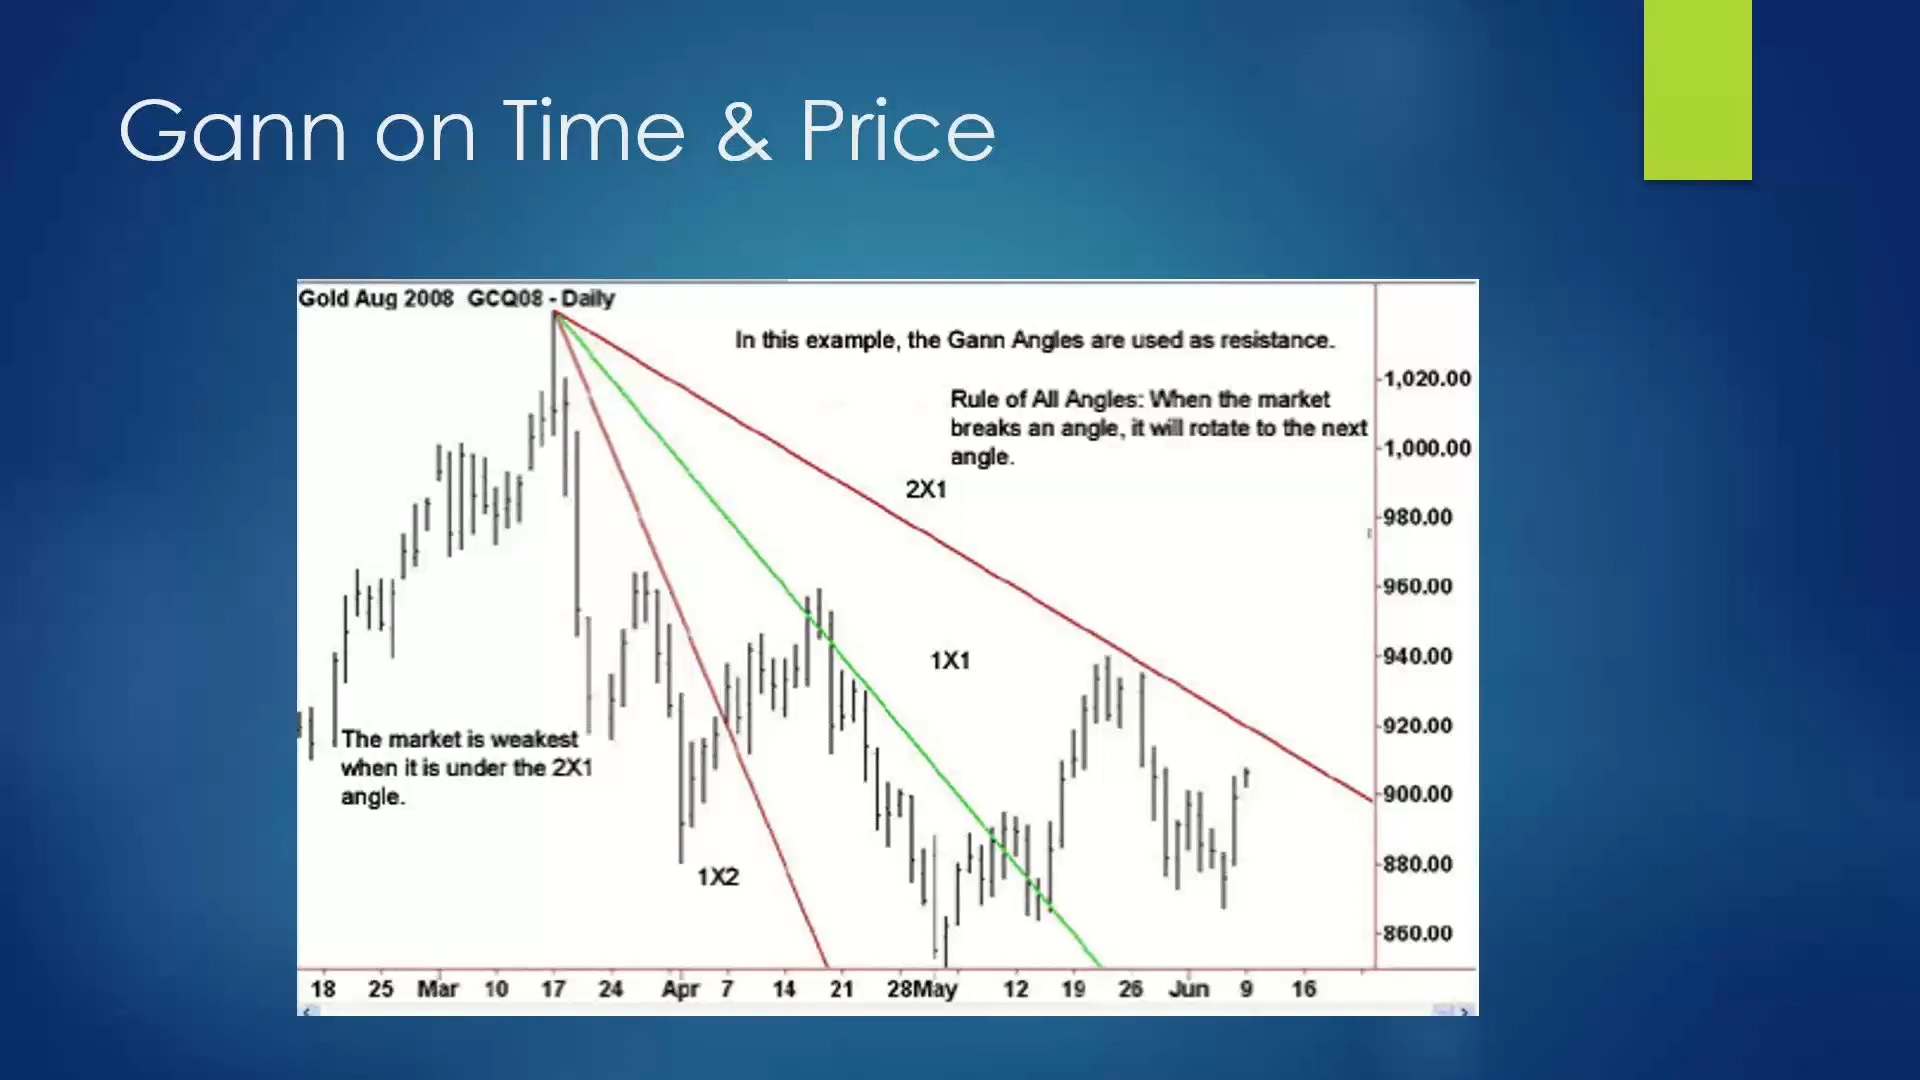 Gann on Time & Price
Gold Aug 2008 GCQ08 - Daily
In this example, the Gann Angles are used as resistance.
Rule of All Angles: When the market
breaks an angle, it will rotate to the next
angle.
2X1
1X1
The market is weakest
when it is under the 2X1
angle.
1X2
1,020.00
1,000.00
980.00
960.00
940.00
920.00
900.00
880.00
860.00
18 25 Mar 10 17 24 Apr 7 14 21 28May 12 19 26 Jun 9 16